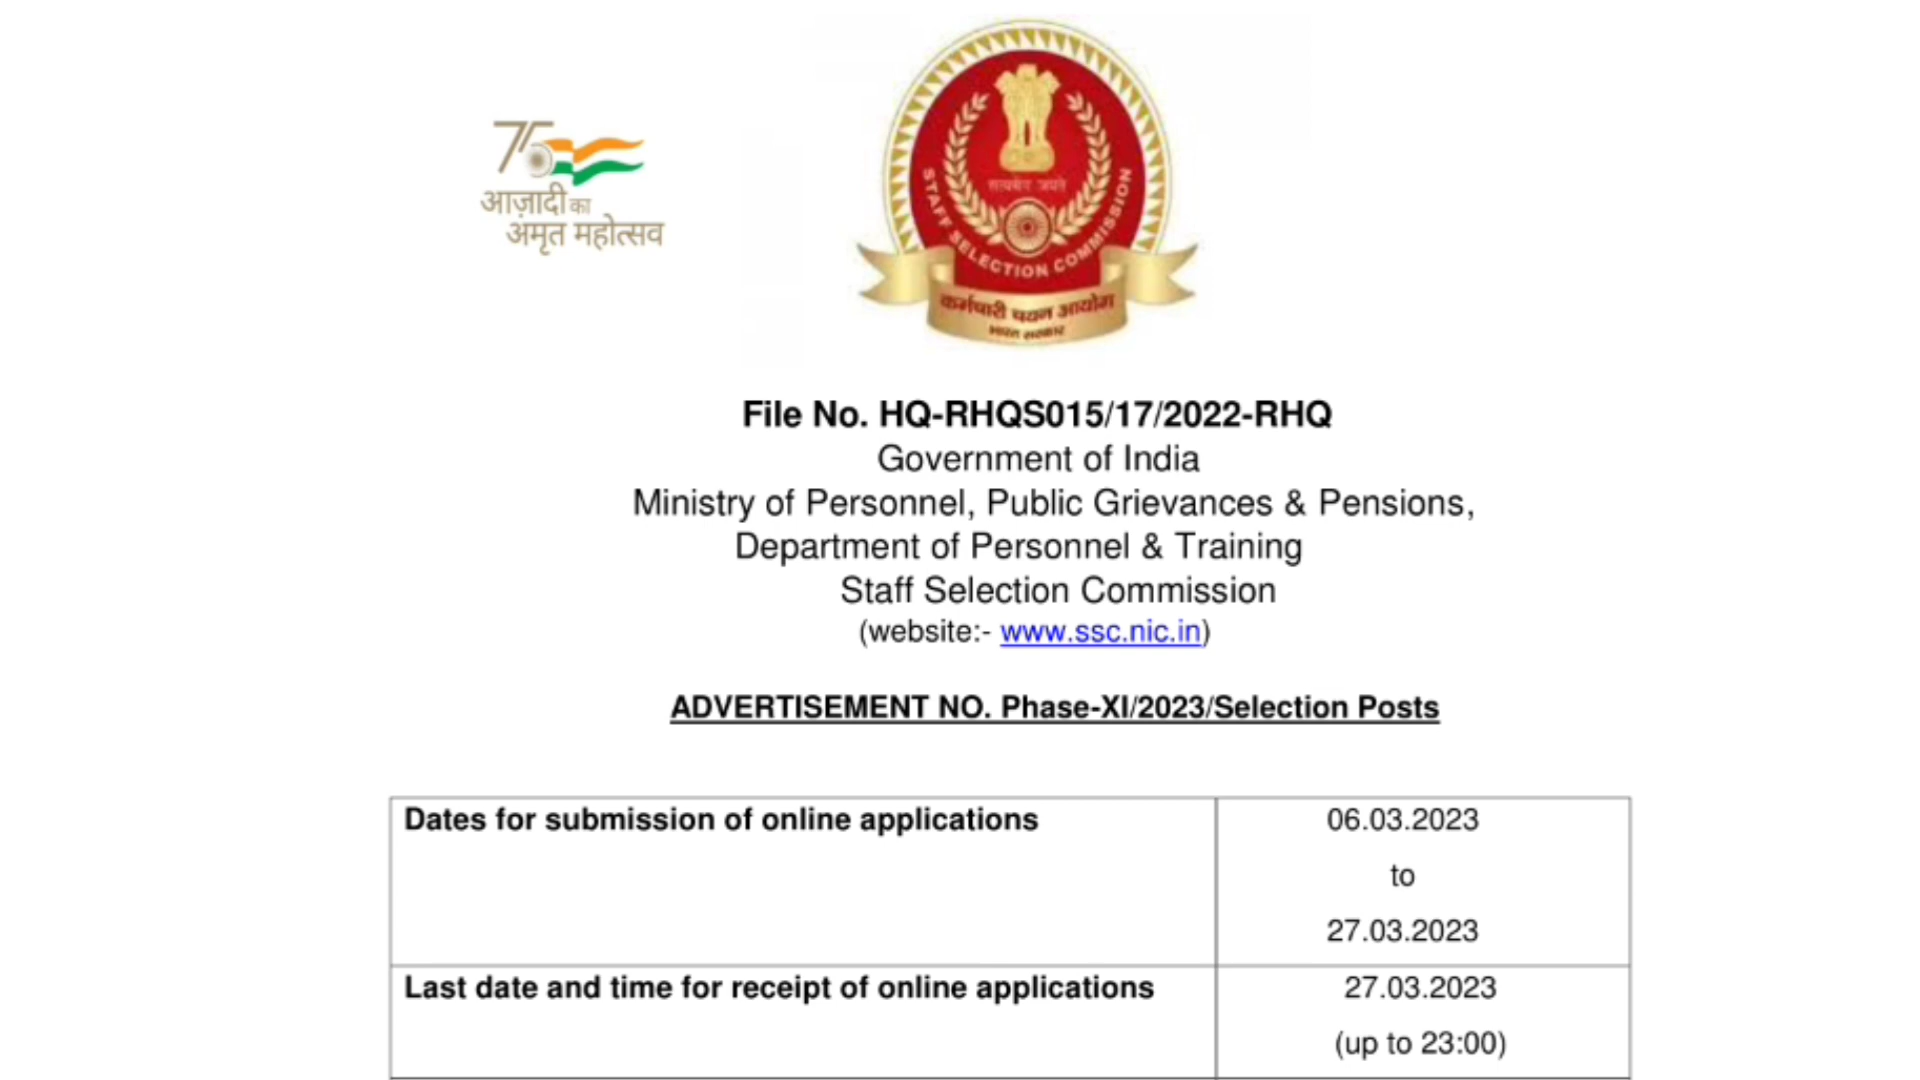 75
आज़ादी का
अमृत महोत्सव
सत्यमेव जयते
STAFF SELECTION COMMISSION
कर्मचारी चयन आयोग
भारत सरकार
File No. HQ-RHQS015/17/2022-RHQ
Government of India
Ministry of Personnel, Public Grievances & Pensions,
Department of Personnel & Training
Staff Selection Commission
(website:- www.ssc.nic.in)
ADVERTISEMENT NO. Phase-XI/2023/Selection Posts
Dates for submission of online applications
06.03.2023
to
27.03.2023
Last date and time for receipt of online applications
27.03.2023
(up to 23:00)